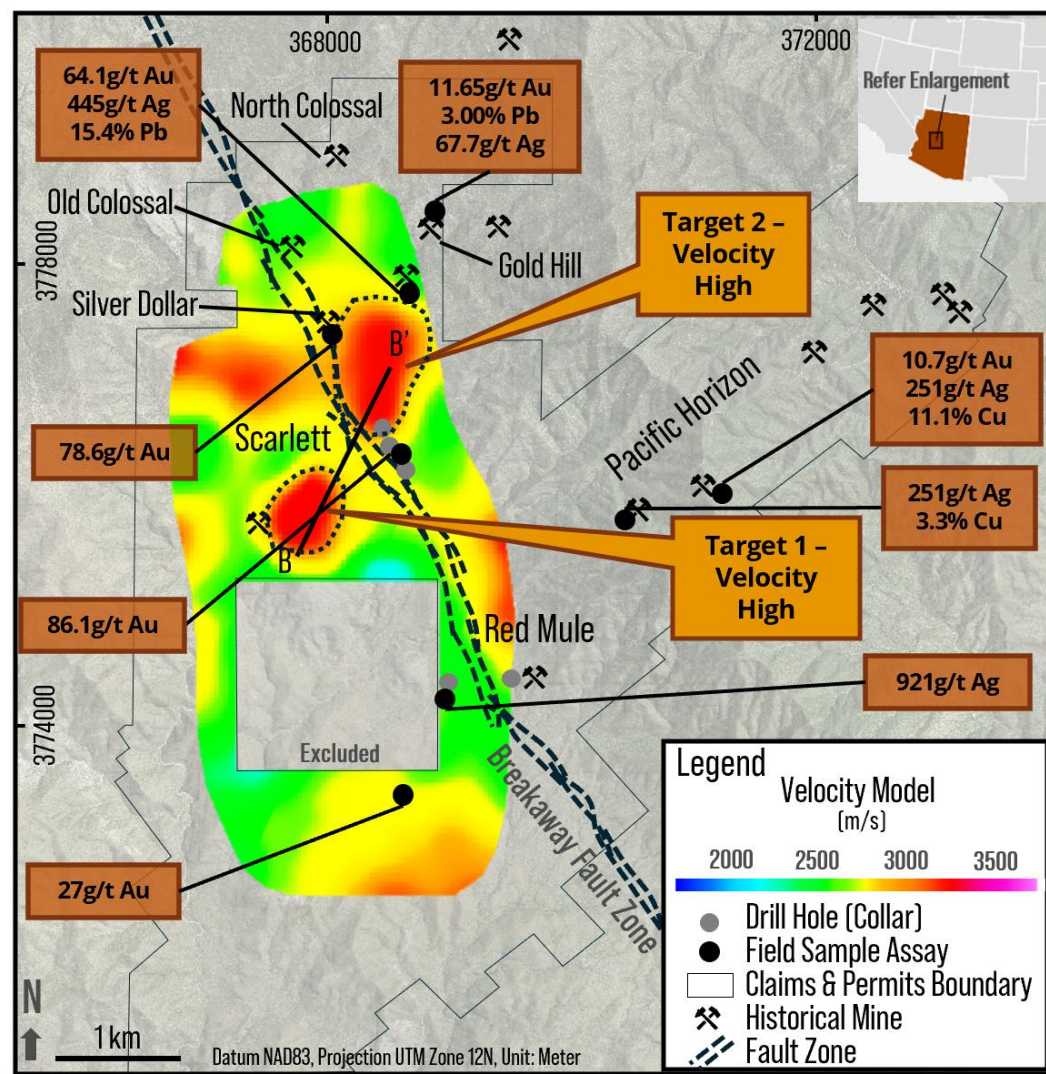 368000
372000
Refer Enlargement
64.1g/t Au
445g/t Ag
15.4% Pb
North Colossal
11.65g/t Au
3.00% Pb
67.7g/t Ag
Old Colossal
Target 2 –
Velocity
High
Gold Hill
3778000
Silver Dollar
B'
10.7g/t Au
251g/t Ag
11.1% Cu
Pacific Horizon
78.6g/t Au
Scarlett
251g/t Ag
3.3% Cu
Target 1 –
Velocity
High
B
86.1g/t Au
Red Mule
921g/t Ag
3774000
Excluded
Breakaway Fault Zone
27g/t Au
Legend
Velocity Model
(m/s)
2000 2500 3000 3500
Drill Hole (Collar)
Field Sample Assay
Claims & Permits Boundary
Historical Mine
Fault Zone
N
1 km
Datum NAD83, Projection UTM Zone 12N, Unit: Meter